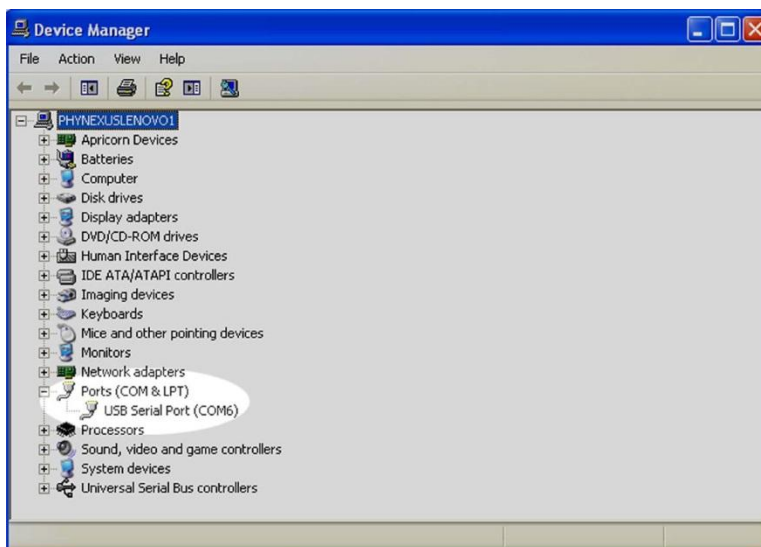 Device Manager
File Action View Help
PHYNEXUSLENOVO1
Apricorn Devices
Batteries
Computer
Disk drives
Display adapters
DVD/CD-ROM drives
Human Interface Devices
IDE ATA/ATAPI controllers
Imaging devices
Keyboards
Mice and other pointing devices
Monitors
Network adapters
Ports (COM & LPT)
USB Serial Port (COM6)
Processors
Sound, video and game controllers
System devices
Universal Serial Bus controllers